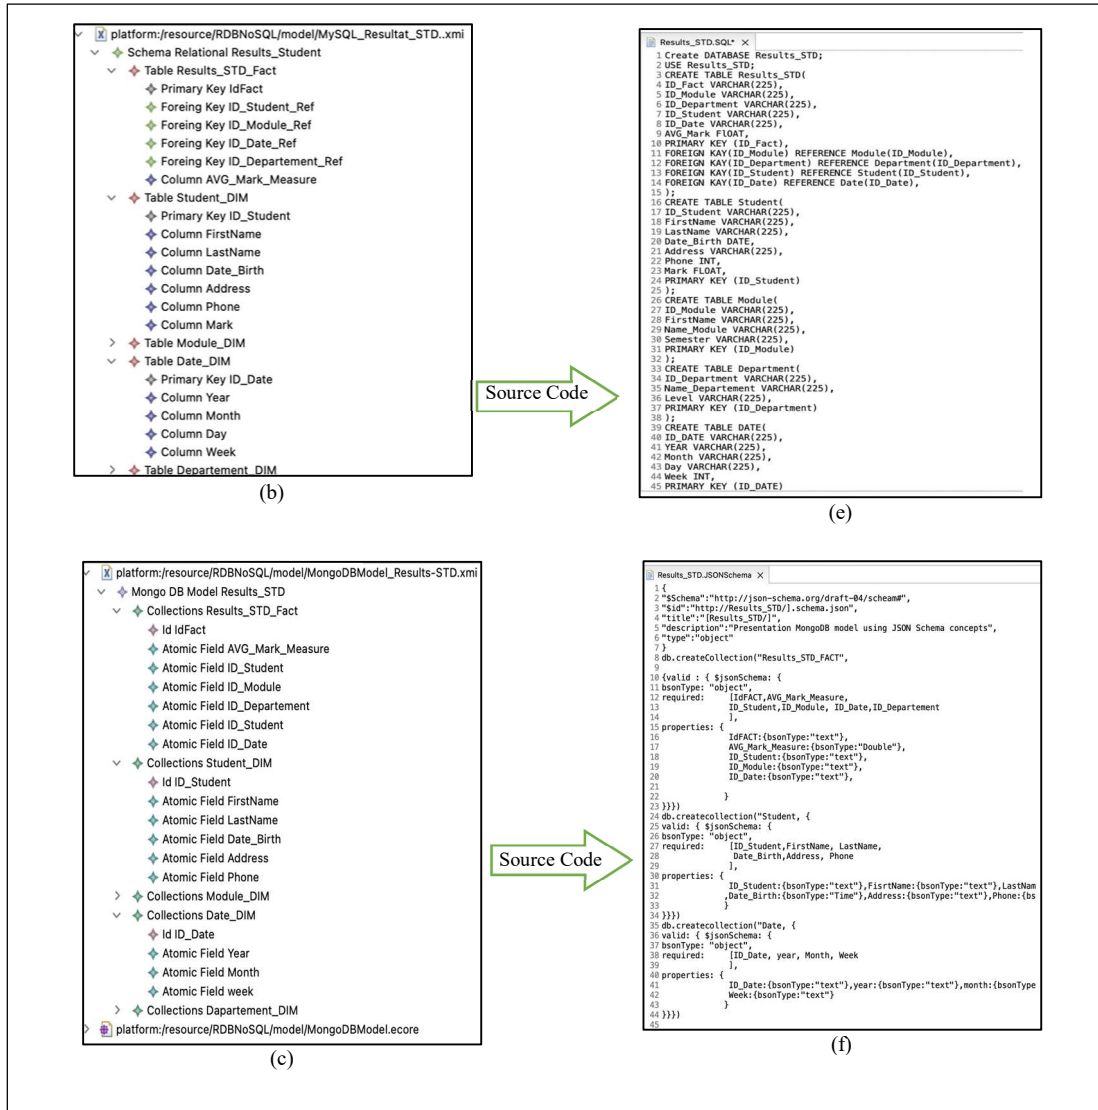 platform:/resource/RDBNoSQL/model/MySQL_Resultat_STD..xmi
Schema Relational Results_Student
Table Results_STD_Fact
Primary Key IdFact
Foreing Key ID_Student_Ref
Foreing Key ID_Module_Ref
Foreing Key ID_Date_Ref
Foreing Key ID_Departement_Ref
Column AVG_Mark_Measure
Table Student_DIM
Primary Key ID_Student
Column FirstName
Column LastName
Column Date_Birth
Column Address
Column Phone
Column Mark
Table Module_DIM
Table Date_DIM
Primary Key ID_Date
Column Year
Column Month
Column Day
Column Week
Table Departement_DIM
(b)
Source Code
Results_STD.SQL* X
1 Create DATABASE Results_STD;
2 USE Results_STD;
3 CREATE TABLE Results_STD(
4 ID_Fact VARCHAR(225),
5 ID_Module VARCHAR(225),
6 ID_Department VARCHAR(225),
7 ID_Student VARCHAR(225),
8 ID_Date VARCHAR(225),
9 AVG_Mark FlOAT,
10 PRIMARY KEY (ID_Fact),
11 FOREIGN KAY(ID_Module) REFERENCE Module(ID_Module),
12 FOREIGN KAY(ID_Department) REFERENCE Department(ID_Department),
13 FOREIGN KAY(ID_Student) REFERENCE Student(ID_Student),
14 FOREIGN KAY(ID_Date) REFERENCE Date(ID_Date),
15 );
16 CREATE TABLE Student(
17 ID_Student VARCHAR(225),
18 FirstName VARCHAR(225),
19 LastName VARCHAR(225),
20 Date_Birth DATE,
21 Address VARCHAR(225),
22 Phone INT,
23 Mark FLOAT,
24 PRIMARY KEY (ID_Student)
25 );
26 CREATE TABLE Module(
27 ID_Module VARCHAR(225),
28 FirstName VARCHAR(225),
29 Name_Module VARCHAR(225),
30 Semester VARCHAR(225),
31 PRIMARY KEY (ID_Module)
32 );
33 CREATE TABLE Department(
34 ID_Department VARCHAR(225),
35 Name_Departement VARCHAR(225),
36 Level VARCHAR(225),
37 PRIMARY KEY (ID_Department)
38 );
39 CREATE TABLE DATE(
40 ID_DATE VARCHAR(225),
41 YEAR VARCHAR(225),
42 Month VARCHAR(225),
43 Day VARCHAR(225),
44 Week INT,
45 PRIMARY KEY (ID_DATE)
(e)
platform:/resource/RDBNoSQL/model/MongoDBModel_Results-STD.xmi
Mongo DB Model Results_STD
Collections Results_STD_Fact
Id IdFact
Atomic Field AVG_Mark_Measure
Atomic Field ID_Student
Atomic Field ID_Module
Atomic Field ID_Departement
Atomic Field ID_Student
Atomic Field ID_Date
Collections Student_DIM
Id ID_Student
Atomic Field FirstName
Atomic Field LastName
Atomic Field Date_Birth
Atomic Field Address
Atomic Field Phone
Collections Module_DIM
Collections Date_DIM
Id ID_Date
Atomic Field Year
Atomic Field Month
Atomic Field week
Collections Dapartement_DIM
platform:/resource/RDBNoSQL/model/MongoDBModel.ecore
(c)
Source Code
Results_STD.JSONSchema X
1 {
2 "$Schema":"http://json-schema.org/draft-04/scheam#",
3 "$id":"http://Results_STD/].schema.json",
4 "title":"[Results_STD/]",
5 "description":"Presentation MongoDB model using JSON Schema concepts",
6 "type":"object"
7 }
8 db.createCollection("Results_STD_FACT",
9
10 {valid : { $jsonSchema: {
11 bsonType: "object",
12 required: [IdFACT,AVG_Mark_Measure,
13 ID_Student,ID_Module, ID_Date,ID_Departement
14 ],
15 properties: {
16 IdFACT:{bsonType:"text"},
17 AVG_Mark_Measure:{bsonType:"Double"},
18 ID_Student:{bsonType:"text"},
19 ID_Module:{bsonType:"text"},
20 ID_Date:{bsonType:"text"},
21
22 }
23 }}})
24 db.createcollection("Student, {
25 valid: { $jsonSchema: {
26 bsonType: "object",
27 required: [ID_Student,FirstName, LastName,
28 Date_Birth,Address, Phone
29 ],
30 properties: {
31 ID_Student:{bsonType:"text"},FisrtName:{bsonType:"text"},LastNam
32 ,Date_Birth:{bsonType:"Time"},Address:{bsonType:"text"},Phone:{bs
33 }
34 }}})
35 db.createcollection("Date, {
36 valid: { $jsonSchema: {
37 bsonType: "object",
38 required: [ID_Date, year, Month, Week
39 ],
40 properties: {
41 ID_Date:{bsonType:"text"},year:{bsonType:"text"},month:{bsonType
42 Week:{bsonType:"text"}
43 }
44 }}})
45
(f)